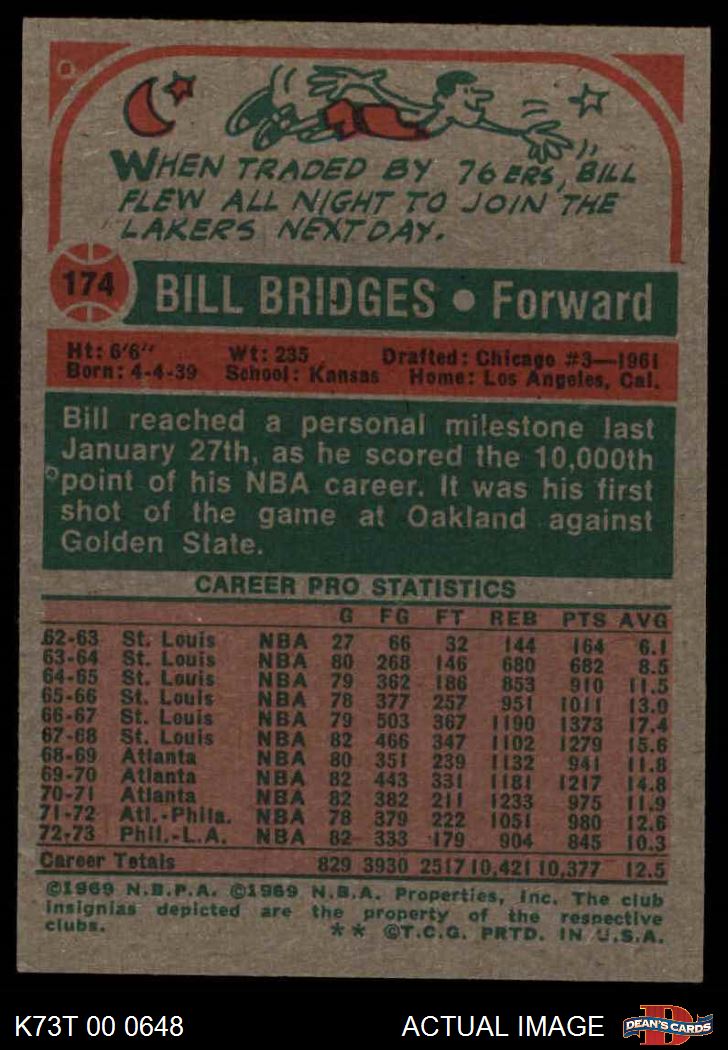 WHEN TRADED BY 76ERS, BILL
FLEW ALL NIGHT TO JOIN THE
LAKERS NEXT DAY.
174 BILL BRIDGES • Forward
Ht: 6'6" Wt: 235 Drafted: Chicago #3—1961
Born: 4-4-39 School: Kansas Home: Los Angeles, Cal.
Bill reached a personal milestone last
January 27th, as he scored the 10,000th
point of his NBA career. It was his first
shot of the game at Oakland against
Golden State.
CAREER PRO STATISTICS
G FG FT REB PTS AVG
62-63 St. Louis NBA 27 66 32 144 164 6.1
63-64 St. Louis NBA 80 268 146 680 682 8.5
64-65 St. Louis NBA 79 362 186 853 910 11.5
65-66 St. Louis NBA 78 377 257 951 1011 13.0
66-67 St. Louis NBA 79 503 367 1190 1373 17.4
67-68 St. Louis NBA 82 466 347 1102 1279 15.6
68-69 Atlanta NBA 80 351 239 1132 941 11.8
69-70 Atlanta NBA 82 443 331 1181 1217 14.8
70-71 Atlanta NBA 82 382 211 1233 975 11.9
71-72 Atl.-Phila. NBA 78 379 222 1051 980 12.6
72-73 Phil.-L.A. NBA 82 333 179 904 845 10.3
Career Totals 829 3930 2517 10,421 10,377 12.5
©1969 N.B.P.A. ©1969 N.B.A. Properties, Inc. The club
insignias depicted are the property of the respective
clubs. ** ©T.C.G. PRTD. IN U.S.A.
K73T 00 0648 ACTUAL IMAGE D DEAN'S CARDS